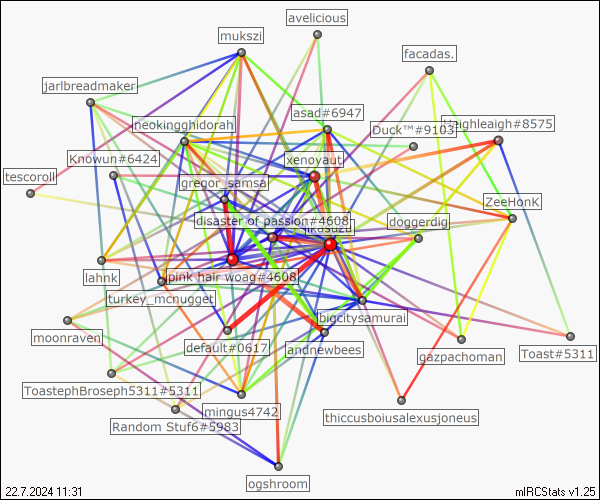 avelicious
mukszi
facadas.
jarlbreadmaker
asad#6947
neokingghidorah
Duck™#9103
heighleigh#8575
Knowun#6424
xenoyaut
tescoroll
gregor_samsa
ZeeHonK
disaster of passion#4608
doggerdig
lahnk
pink hair woag#4608
turkey_mcnugget
bigcitysamurai
moonraven
default#0617
andnewbees
gazpachoman
Toast#5311
ToastephBroseph5311#5311
mingus4742
thiccusboiusalexusjoneus
Random Stuf6#5983
ogshroom
22.7.2024 11:31
mIRCStats v1.25